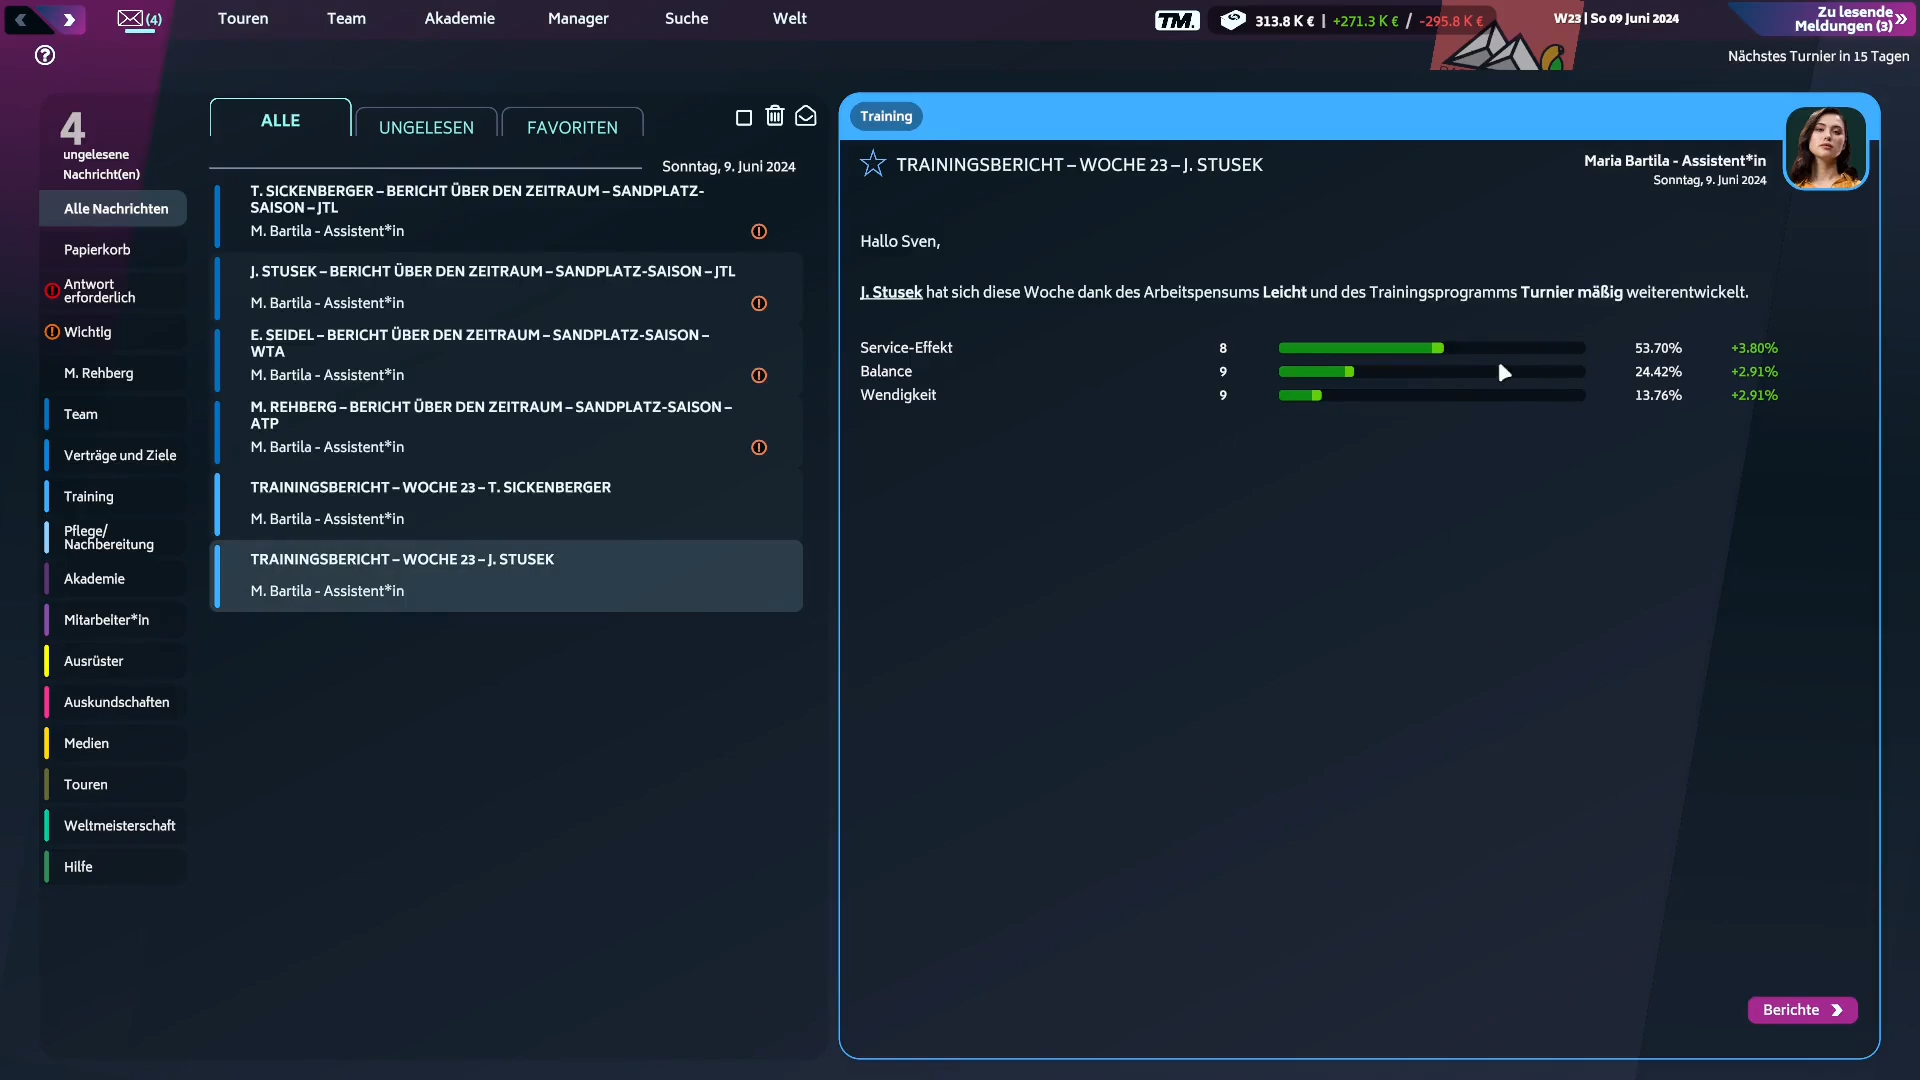 (4)
Touren
Team
Akademie
Manager
Suche
Welt
TM.
313.8 K € | +271.3 K € / -295.8 K €
W23 | So 09 Juni 2024
Zu lesende
Meldungen (3)
Nächstes Turnier in 15 Tagen
4
ungelesene
Nachricht(en)
Alle Nachrichten
Papierkorb
Antwort
erforderlich
Wichtig
M. Rehberg
Team
Verträge und Ziele
Training
Pflege/
Nachbereitung
Akademie
Mitarbeiter*in
Ausrüster
Auskundschaften
Medien
Touren
Weltmeisterschaft
Hilfe
ALLE
UNGELESEN
FAVORITEN
Sonntag, 9. Juni 2024
T. SICKENBERGER – BERICHT ÜBER DEN ZEITRAUM – SANDPLATZ-
SAISON – JTL
M. Bartila - Assistent*in
J. STUSEK – BERICHT ÜBER DEN ZEITRAUM – SANDPLATZ-SAISON – JTL
M. Bartila - Assistent*in
E. SEIDEL – BERICHT ÜBER DEN ZEITRAUM – SANDPLATZ-SAISON –
WTA
M. Bartila - Assistent*in
M. REHBERG – BERICHT ÜBER DEN ZEITRAUM – SANDPLATZ-SAISON –
ATP
M. Bartila - Assistent*in
TRAININGSBERICHT – WOCHE 23 – T. SICKENBERGER
M. Bartila - Assistent*in
TRAININGSBERICHT – WOCHE 23 – J. STUSEK
M. Bartila - Assistent*in
Training
TRAININGSBERICHT – WOCHE 23 – J. STUSEK
Maria Bartila - Assistent*in
Sonntag, 9. Juni 2024
Hallo Sven,
J. Stusek hat sich diese Woche dank des Arbeitspensums Leicht und des Trainingsprogramms Turnier mäßig weiterentwickelt.
Service-Effekt 8 53.70% +3.80%
Balance 9 24.42% +2.91%
Wendigkeit 9 13.76% +2.91%
Berichte